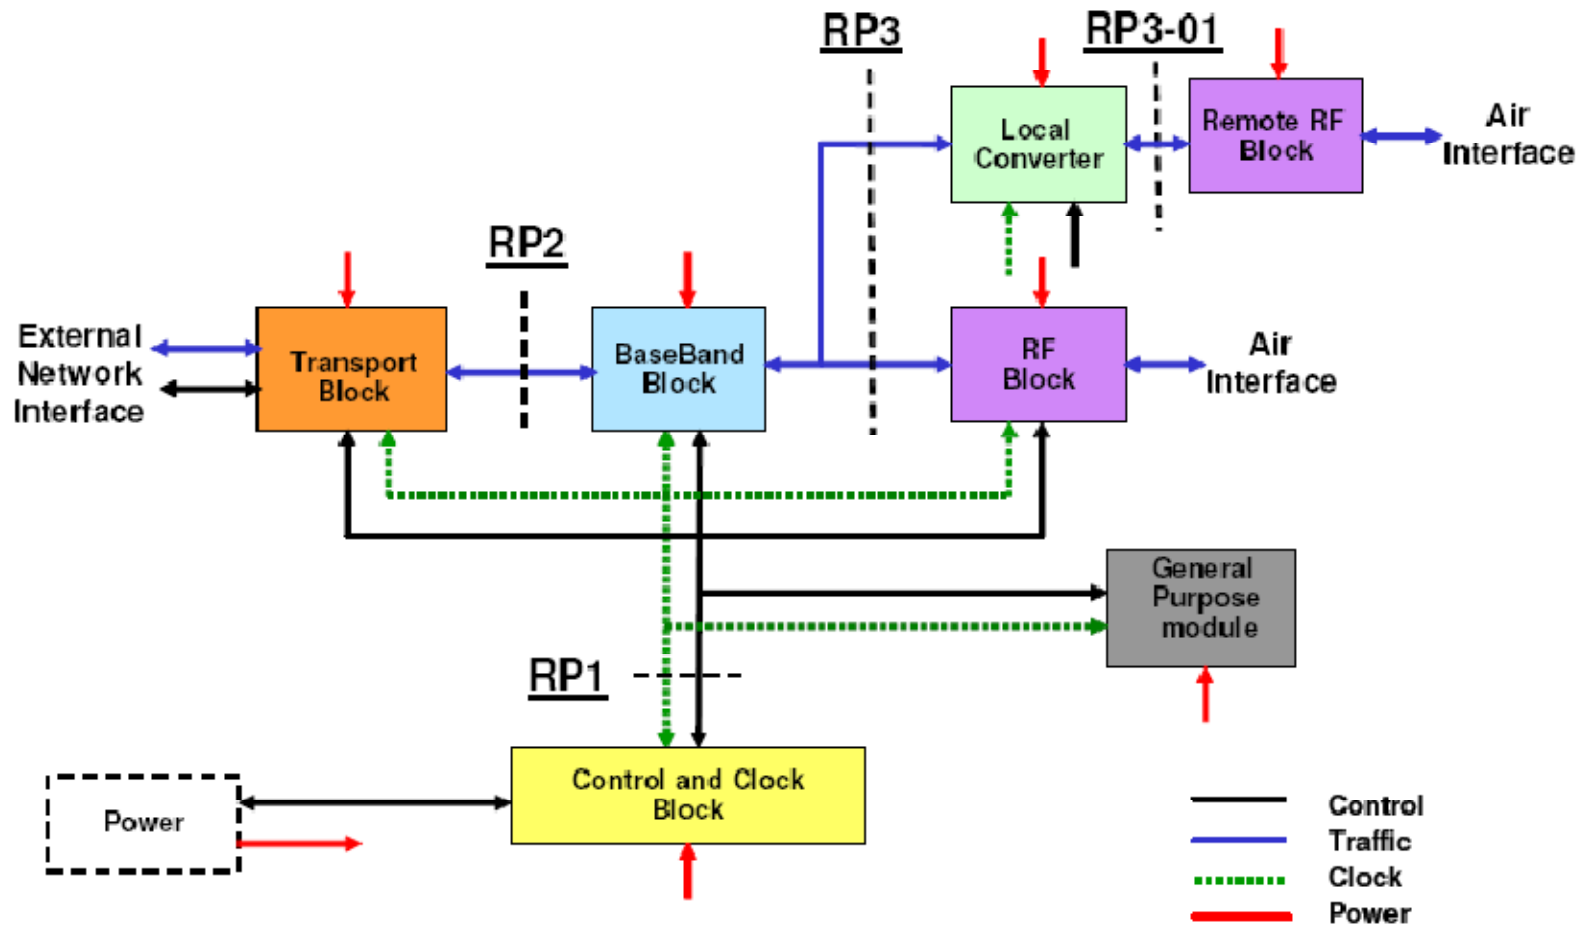 RP3
RP3-01
Local
Converter
Remote RF
Block
Air
Interface
RP2
External
Network
Interface
Transport
Block
BaseBand
Block
RF
Block
Air
Interface
General
Purpose
module
RP1
Control and Clock
Block
Power
Control
Traffic
Clock
Power